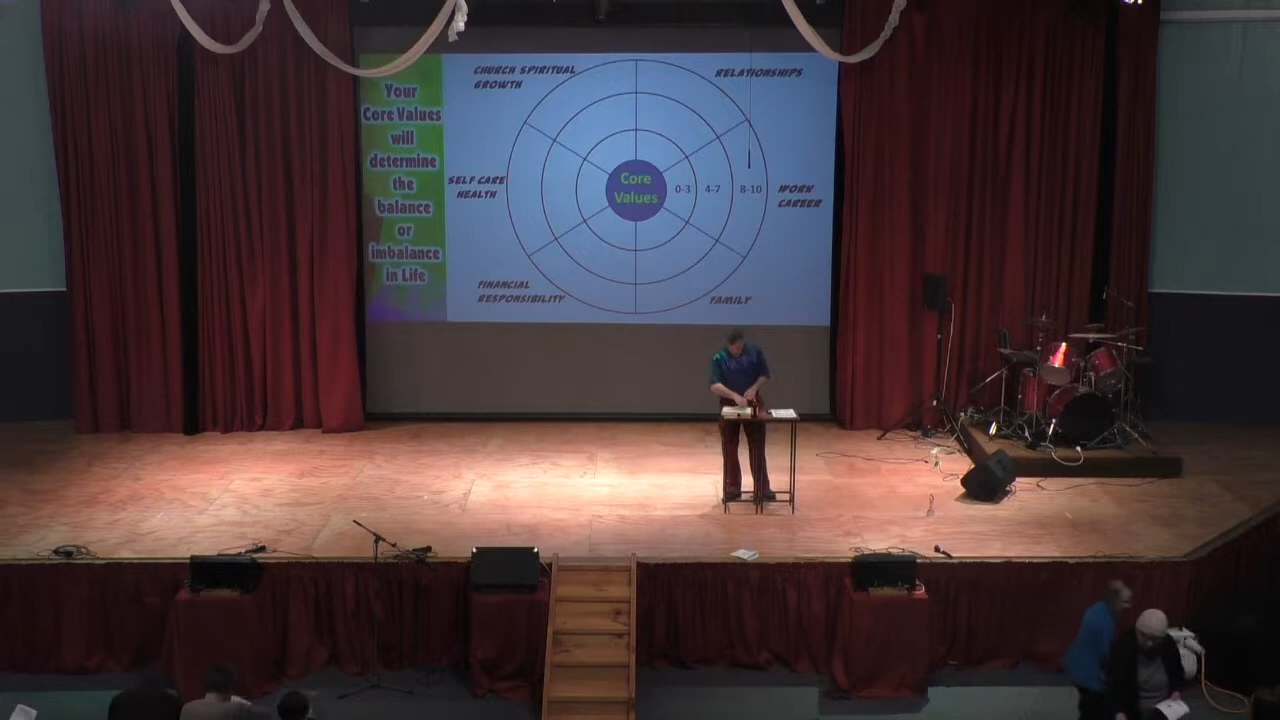 Your
Core Values
will
determine
the
balance
or
imbalance
in Life
CHURCH SPIRITUAL
GROWTH
RELATIONSHIPS
SELF CARE
HEALTH
Core
Values
0-3
4-7
8-10
WORK
CAREER
FINANCIAL
RESPONSIBILITY
FAMILY